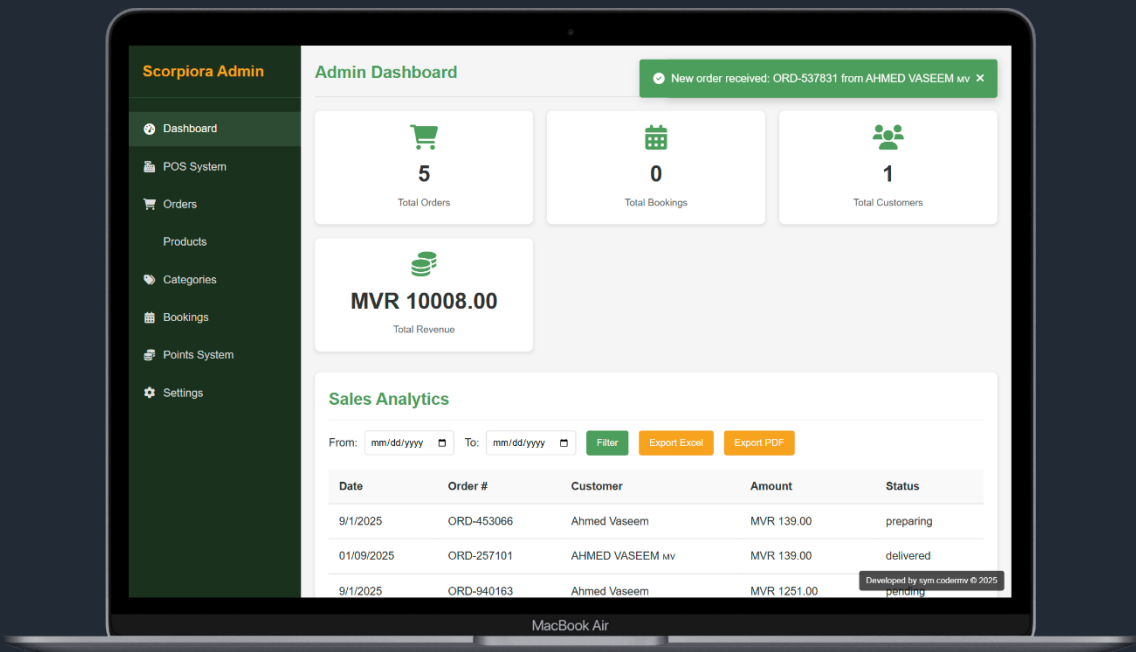 Scorpiora Admin
Dashboard
POS System
Orders
Products
Categories
Bookings
Points System
Settings
Admin Dashboard
New order received: ORD-537831 from AHMED VASEEM ᴍᴠ ×
5
Total Orders
0
Total Bookings
1
Total Customers
MVR 10008.00
Total Revenue
Sales Analytics
From: mm/dd/yyyy To: mm/dd/yyyy Filter Export Excel Export PDF
Date Order # Customer Amount Status
9/1/2025 ORD-453066 Ahmed Vaseem MVR 139.00 preparing
01/09/2025 ORD-257101 AHMED VASEEM ᴍᴠ MVR 139.00 delivered
9/1/2025 ORD-940163 Ahmed Vaseem MVR 1251.00 pending
Developed by sym.codermv © 2025
MacBook Air